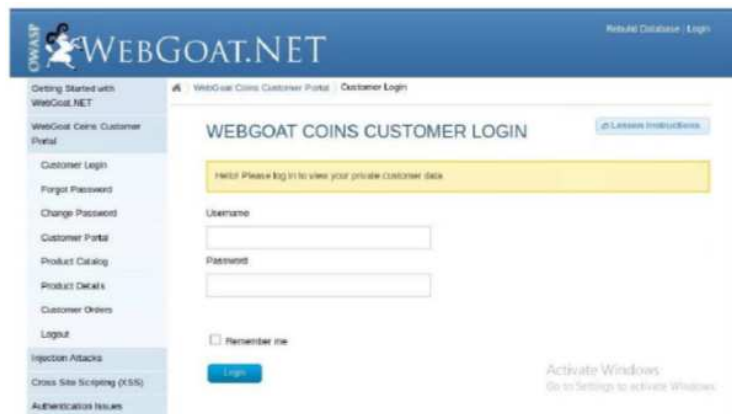 OWASP
WEBGOAT.NET
Rebuild Database | Login
Getting Started with
WebGoat.NET
WebGoat Coins Customer
Portal
Customer Login
Forgot Password
Change Password
Customer Portal
Product Catalog
Product Details
Customer Orders
Logout
Injection Attacks
Cross Site Scripting (XSS)
Authentication Issues
WebGoat Coins Customer Portal | Customer Login
WEBGOAT COINS CUSTOMER LOGIN
Lesson Instructions
Hello! Please log in to view your private customer data.
Username
Password
Remember me
Login
Activate Windows
Go to Settings to activate Windows.